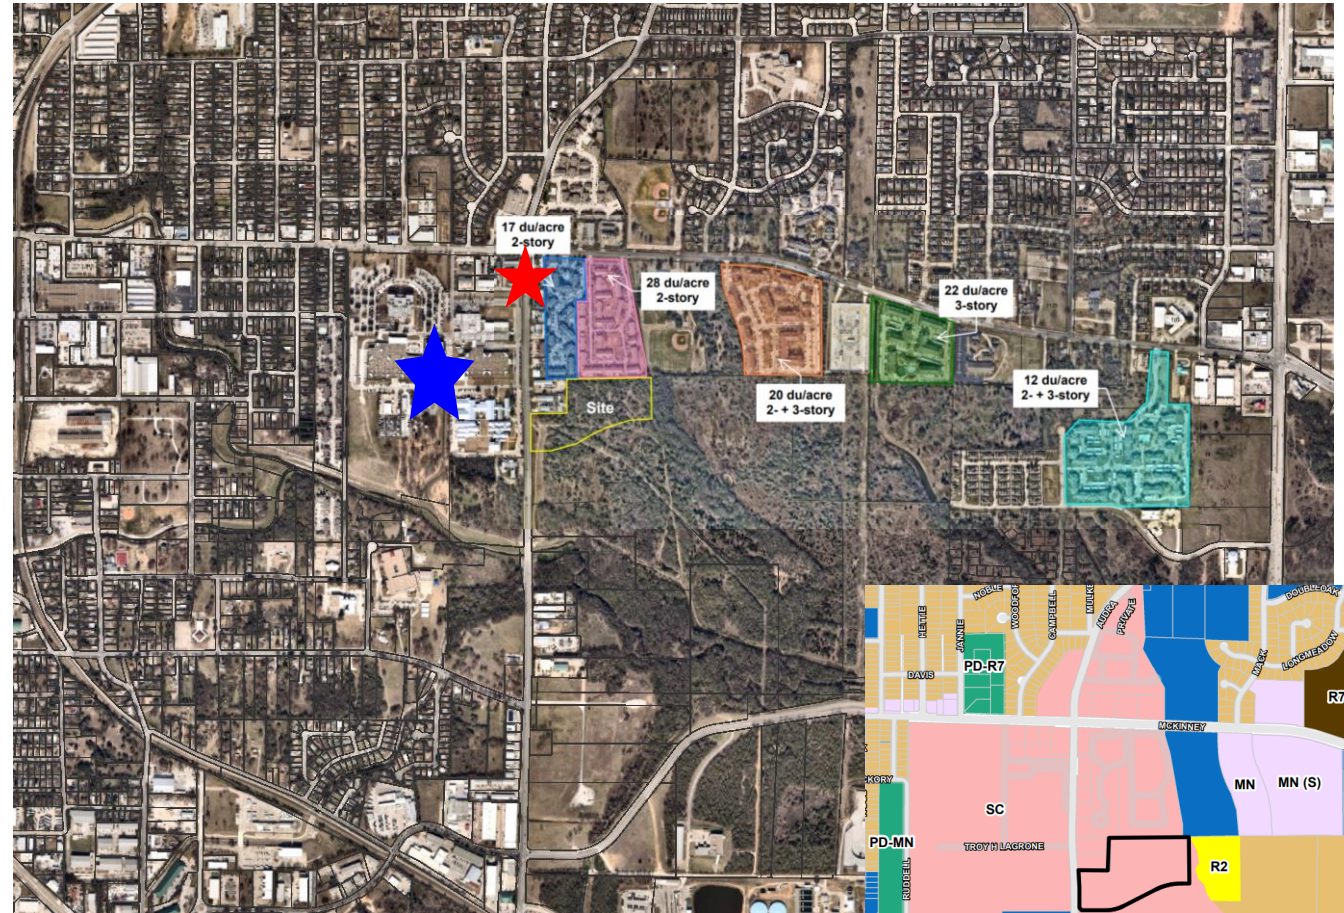 17 du/acre
2-story
28 du/acre
2-story
22 du/acre
3-story
20 du/acre
2- + 3-story
12 du/acre
2- + 3-story
Site
NOBLE
HETTIE
JANNIE
CAMPBELL
AUDRA
PRIVATE
DOUBLEOAK
LONGMEADOW
MACK
DAVIS
PD-R7
R7
MCKINNEY
MN
MN (S)
SC
PD-MN
RUDDELL
TROY H LAGRONE
R2